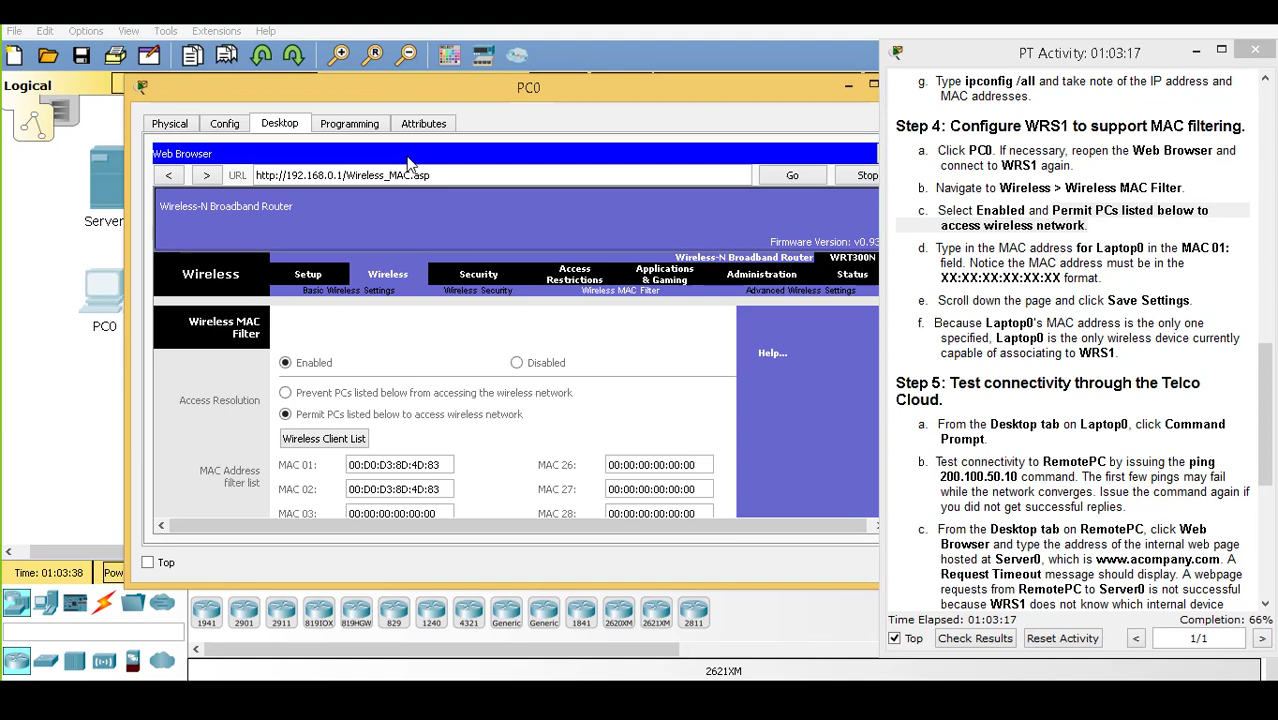 File Edit Options View Tools Extensions Help
Logical
PC0
Physical Config Desktop Programming Attributes
Web Browser
< > URL http://192.168.0.1/Wireless_MAC.asp Go Stop
Wireless-N Broadband Router
Firmware Version: v0.93
Wireless-N Broadband Router WRT300N
Wireless
Setup Wireless Security Access Restrictions Applications & Gaming Administration Status
Basic Wireless Settings Wireless Security Wireless MAC Filter Advanced Wireless Settings
Wireless MAC
Filter
Enabled Disabled
Access Resolution
Prevent PCs listed below from accessing the wireless network
Permit PCs listed below to access wireless network
Wireless Client List
MAC Address
filter list
MAC 01: 00:D0:D3:8D:4D:83 MAC 26: 00:00:00:00:00:00
MAC 02: 00:D0:D3:8D:4D:83 MAC 27: 00:00:00:00:00:00
MAC 03: 00:00:00:00:00:00 MAC 28: 00:00:00:00:00:00
Help...
Top
Server
PC0
Time: 01:03:38 Pow
1941 2901 2911 819IOX 819HGW 829 1240 4321 Generic Generic 1841 2620XM 2621XM 2811
2621XM
PT Activity: 01:03:17
g. Type ipconfig /all and take note of the IP address and
MAC addresses.
Step 4: Configure WRS1 to support MAC filtering.
a. Click PC0. If necessary, reopen the Web Browser and
connect to WRS1 again.
b. Navigate to Wireless > Wireless MAC Filter.
c. Select Enabled and Permit PCs listed below to
access wireless network.
d. Type in the MAC address for Laptop0 in the MAC 01:
field. Notice the MAC address must be in the
XX:XX:XX:XX:XX:XX format.
e. Scroll down the page and click Save Settings.
f. Because Laptop0's MAC address is the only one
specified, Laptop0 is the only wireless device currently
capable of associating to WRS1.
Step 5: Test connectivity through the Telco
Cloud.
a. From the Desktop tab on Laptop0, click Command
Prompt.
b. Test connectivity to RemotePC by issuing the ping
200.100.50.10 command. The first few pings may fail
while the network converges. Issue the command again if
you did not get successful replies.
c. From the Desktop tab on RemotePC, click Web
Browser and type the address of the internal web page
hosted at Server0, which is www.acompany.com. A
Request Timeout message should display. A webpage
requests from RemotePC to Server0 is not successful
because WRS1 does not know which internal device
Time Elapsed: 01:03:17 Completion: 66%
Top Check Results Reset Activity < 1/1 >